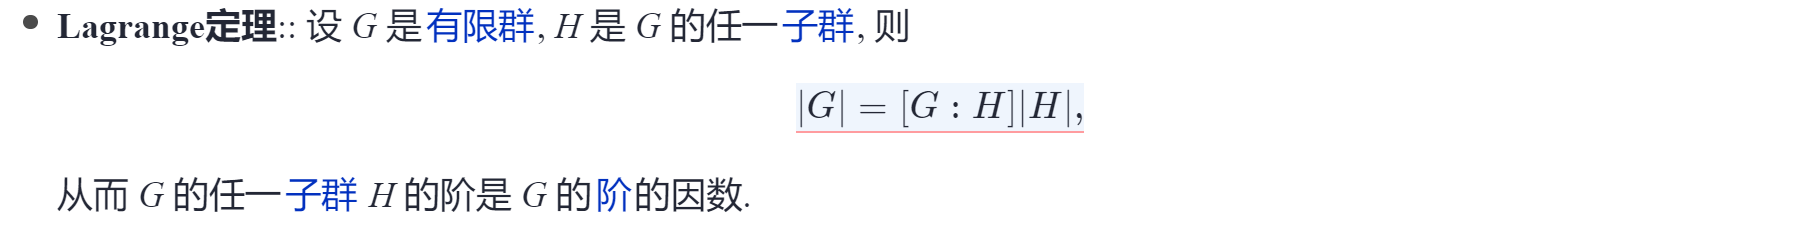 • Lagrange定理:: 设 G 是有限群, H 是 G 的任一子群, 则
|G| = [G : H]|H|,
从而 G 的任一子群 H 的阶是 G 的阶的因数.